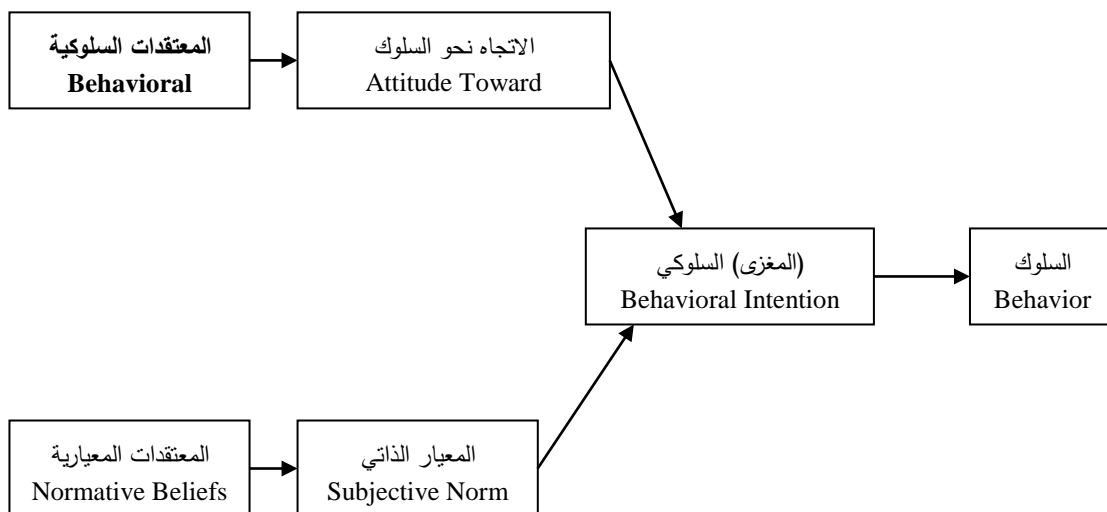 المعتقدات السلوكية
Behavioral
الاتجاه نحو السلوك
Attitude Toward
(المغزى) السلوكي
Behavioral Intention
السلوك
Behavior
المعتقدات المعيارية
Normative Beliefs
المعيار الذاتي
Subjective Norm